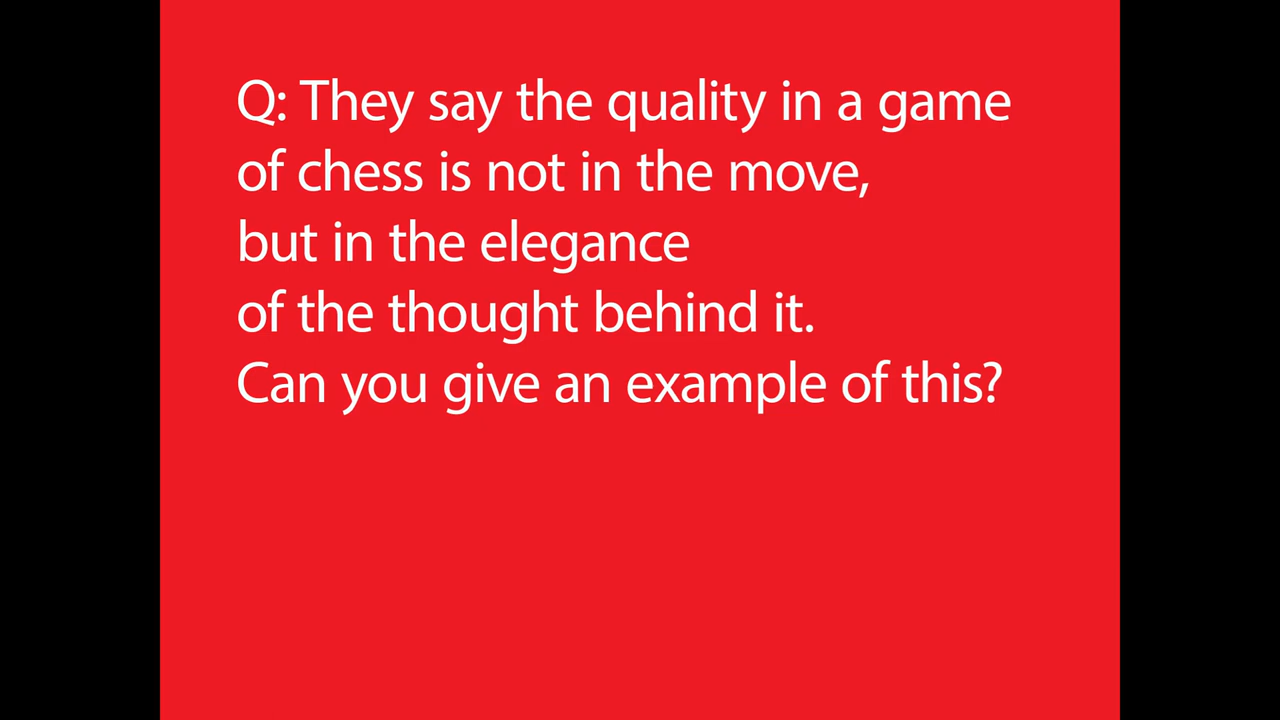 Q: They say the quality in a game
of chess is not in the move,
but in the elegance
of the thought behind it.
Can you give an example of this?